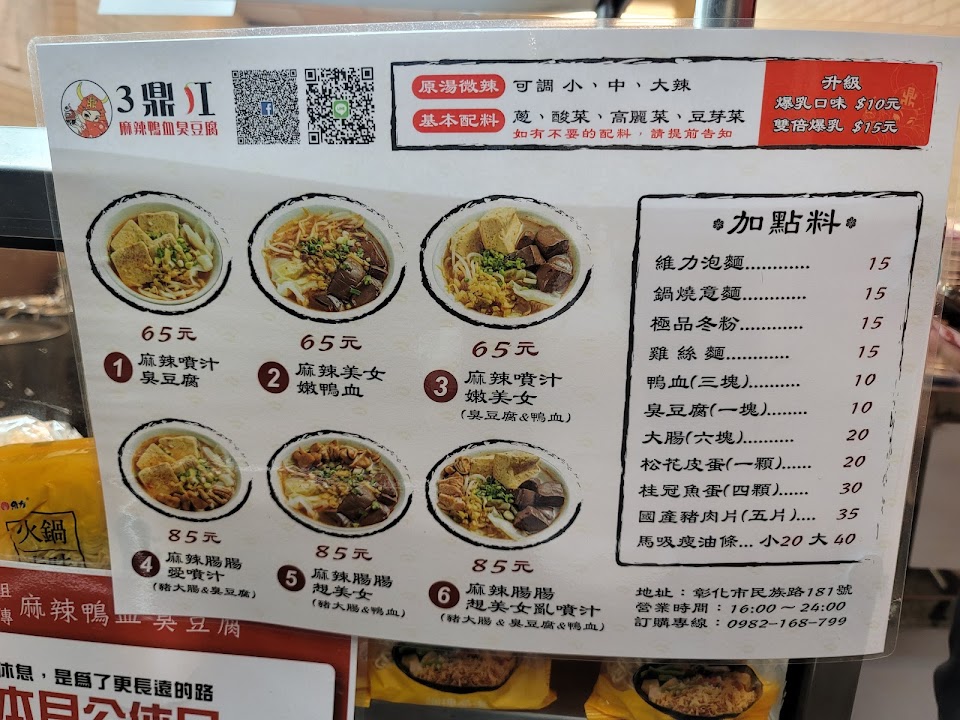 3鼎江
麻辣鴨血臭豆腐
原湯微辣 可調 小、中、大辣
基本配料 蔥、酸菜、高麗菜、豆芽菜
如有不要的配料，請提前告知
升級
爆乳口味 $10元
雙倍爆乳 $15元
65元
1 麻辣噴汁
臭豆腐
65元
2 麻辣美女
嫩鴨血
65元
3 麻辣噴汁
嫩美女
(臭豆腐&鴨血)
85元
4 麻辣腸腸
愛噴汁
(豬大腸&臭豆腐)
85元
5 麻辣腸腸
想美女
(豬大腸&鴨血)
85元
6 麻辣腸腸
想美女亂噴汁
(豬大腸&臭豆腐&鴨血)
加點料
維力泡麵............. 15
鍋燒意麵............. 15
極品冬粉............. 15
雞絲麵............. 15
鴨血(三塊)........... 10
臭豆腐(一塊)........ 10
大腸(六塊).......... 20
松花皮蛋(一顆)...... 20
桂冠魚蛋(四顆)...... 30
國產豬肉片(五片).... 35
馬吸瘦油條... 小20 大40
地址：彰化市民族路181號
營業時間：16:00～24:00
訂購專線：0982-168-799
火鍋
麻辣鴨血臭豆腐
休息，是為了更長遠的路
本月公休日